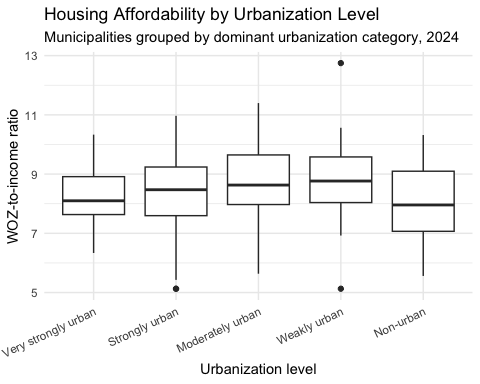 Housing Affordability by Urbanization Level
Municipalities grouped by dominant urbanization category, 2024
WOZ-to-income ratio
13
11
9
7
5
Very strongly urban
Strongly urban
Moderately urban
Weakly urban
Non-urban
Urbanization level